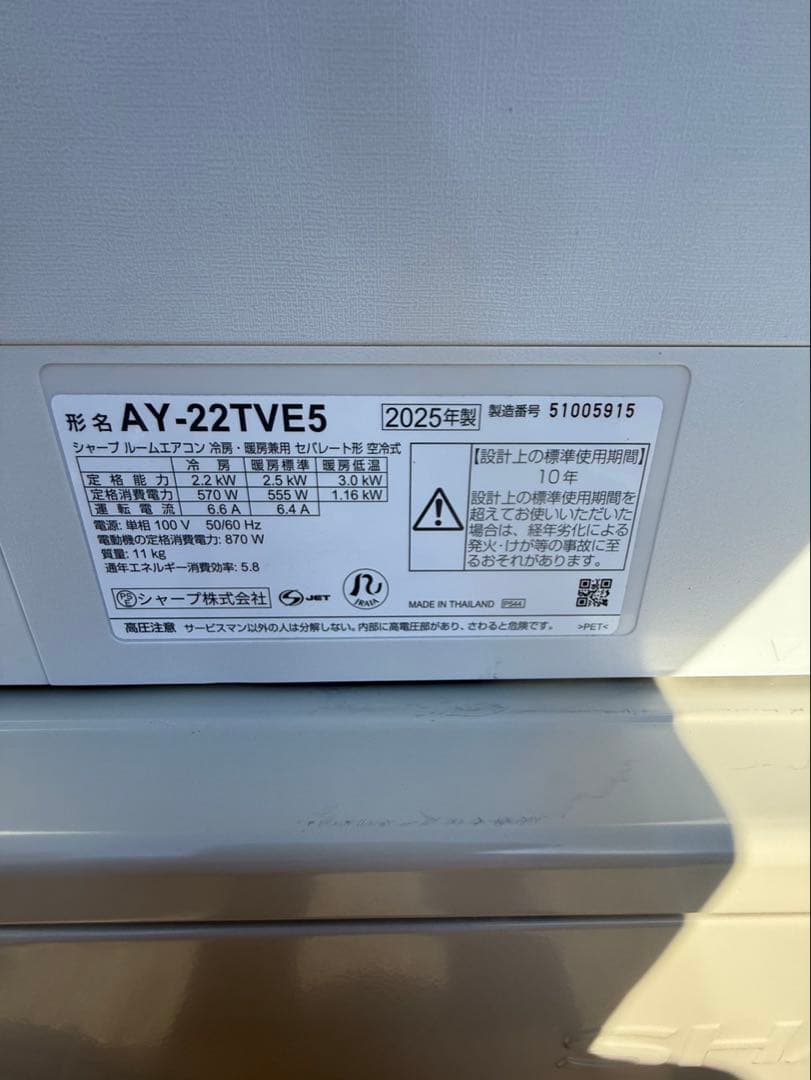 形名 AY-22TVE5 2025年製 製造番号 51005915
シャープ ルームエアコン 冷房・暖房兼用 セパレート形 空冷式
冷 房 暖房標準 暖房低温
定格能力 2.2 kW 2.5 kW 3.0 kW
定格消費電力 570 W 555 W 1.16 kW
運転電流 6.6 A 6.4 A
電源: 単相 100 V 50/60 Hz
電動機の定格消費電力: 870 W
質量: 11 kg
通年エネルギー消費効率: 5.8
【設計上の標準使用期間】
10年
設計上の標準使用期間を
超えてお使いいただいた
場合は、経年劣化による
発火・けが等の事故に至
るおそれがあります。
PSE シャープ株式会社 JET JRAIA MADE IN THAILAND
高圧注意 サービスマン以外の人は分解しない。内部に高電圧部があり、さわると危険です。 >PET<